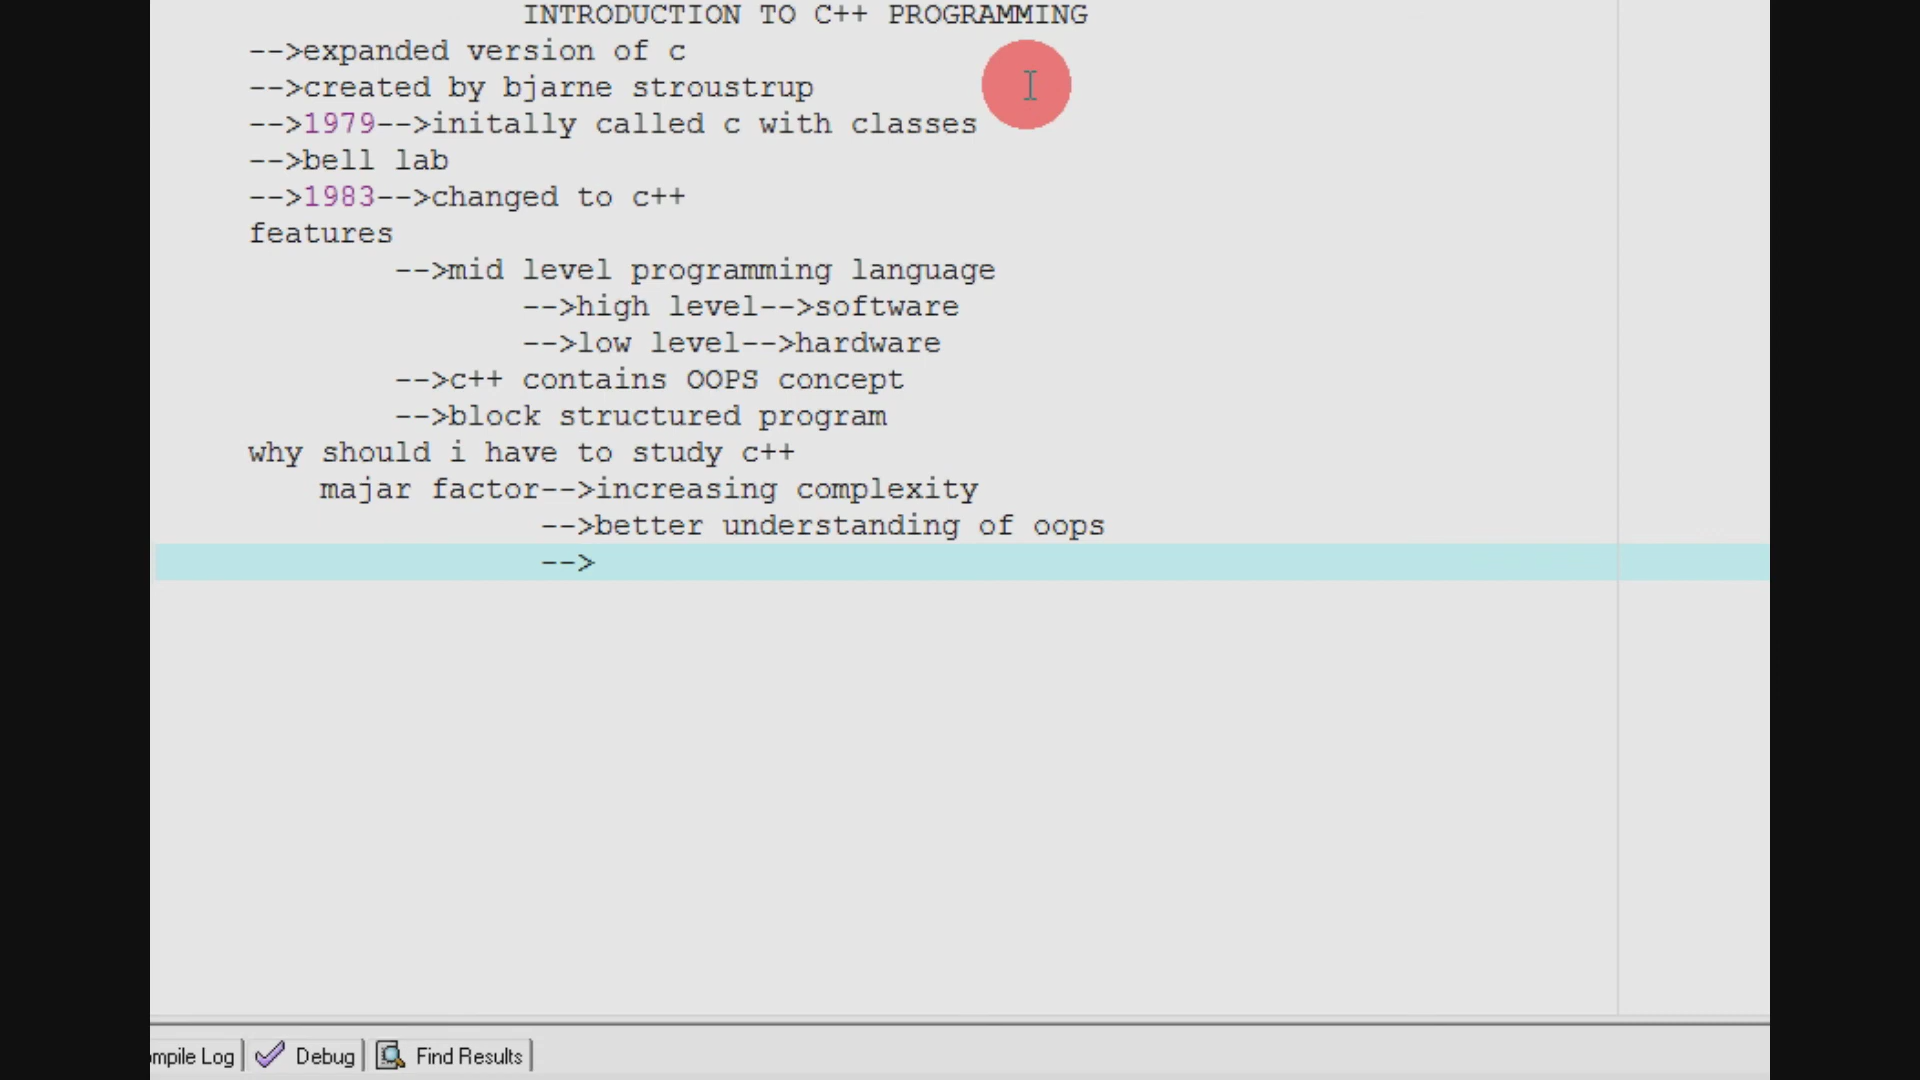 INTRODUCTION TO C++ PROGRAMMING
-->expanded version of c
-->created by bjarne stroustrup
-->1979-->initally called c with classes
-->bell lab
-->1983-->changed to c++
features
-->mid level programming language
-->high level-->software
-->low level-->hardware
-->c++ contains OOPS concept
-->block structured program
why should i have to study c++
majar factor-->increasing complexity
-->better understanding of oops
-->
mpile Log Debug Find Results